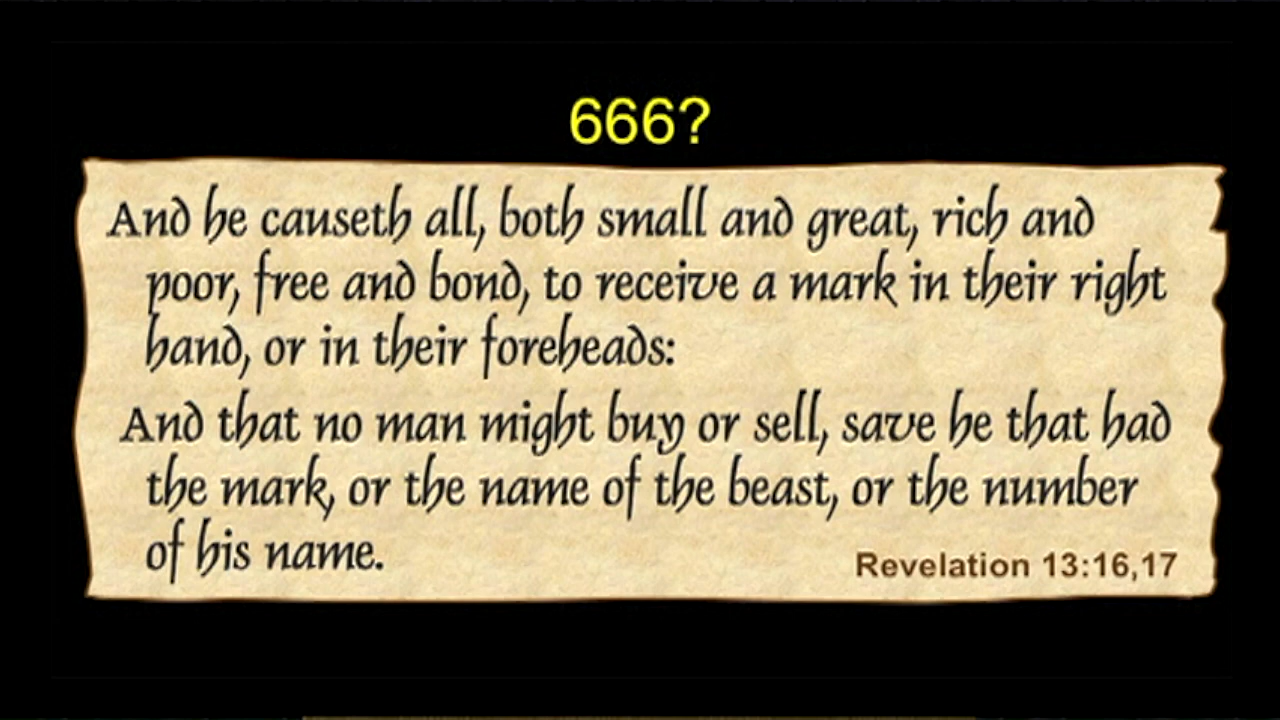 666?
And he causeth all, both small and great, rich and
poor, free and bond, to receive a mark in their right
hand, or in their foreheads:
And that no man might buy or sell, save he that had
the mark, or the name of the beast, or the number
of his name.
Revelation 13:16,17